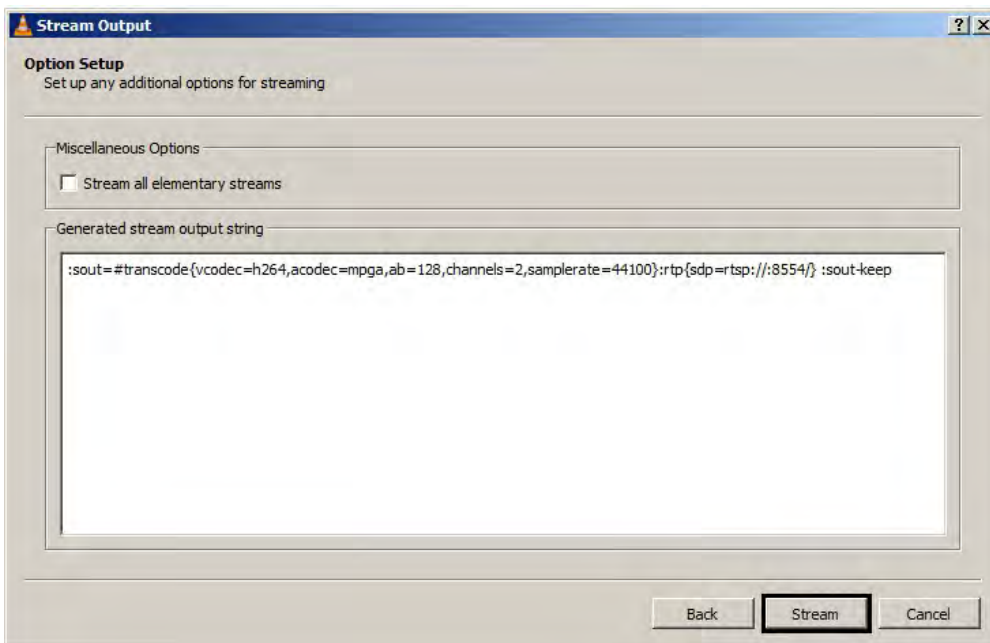 Stream Output
Option Setup
Set up any additional options for streaming
Miscellaneous Options
Stream all elementary streams
Generated stream output string
:sout=#transcode{vcodec=h264,acodec=mpga,ab=128,channels=2,samplerate=44100}:rtp{sdp=rtsp://:8554/} :sout-keep
Back Stream Cancel